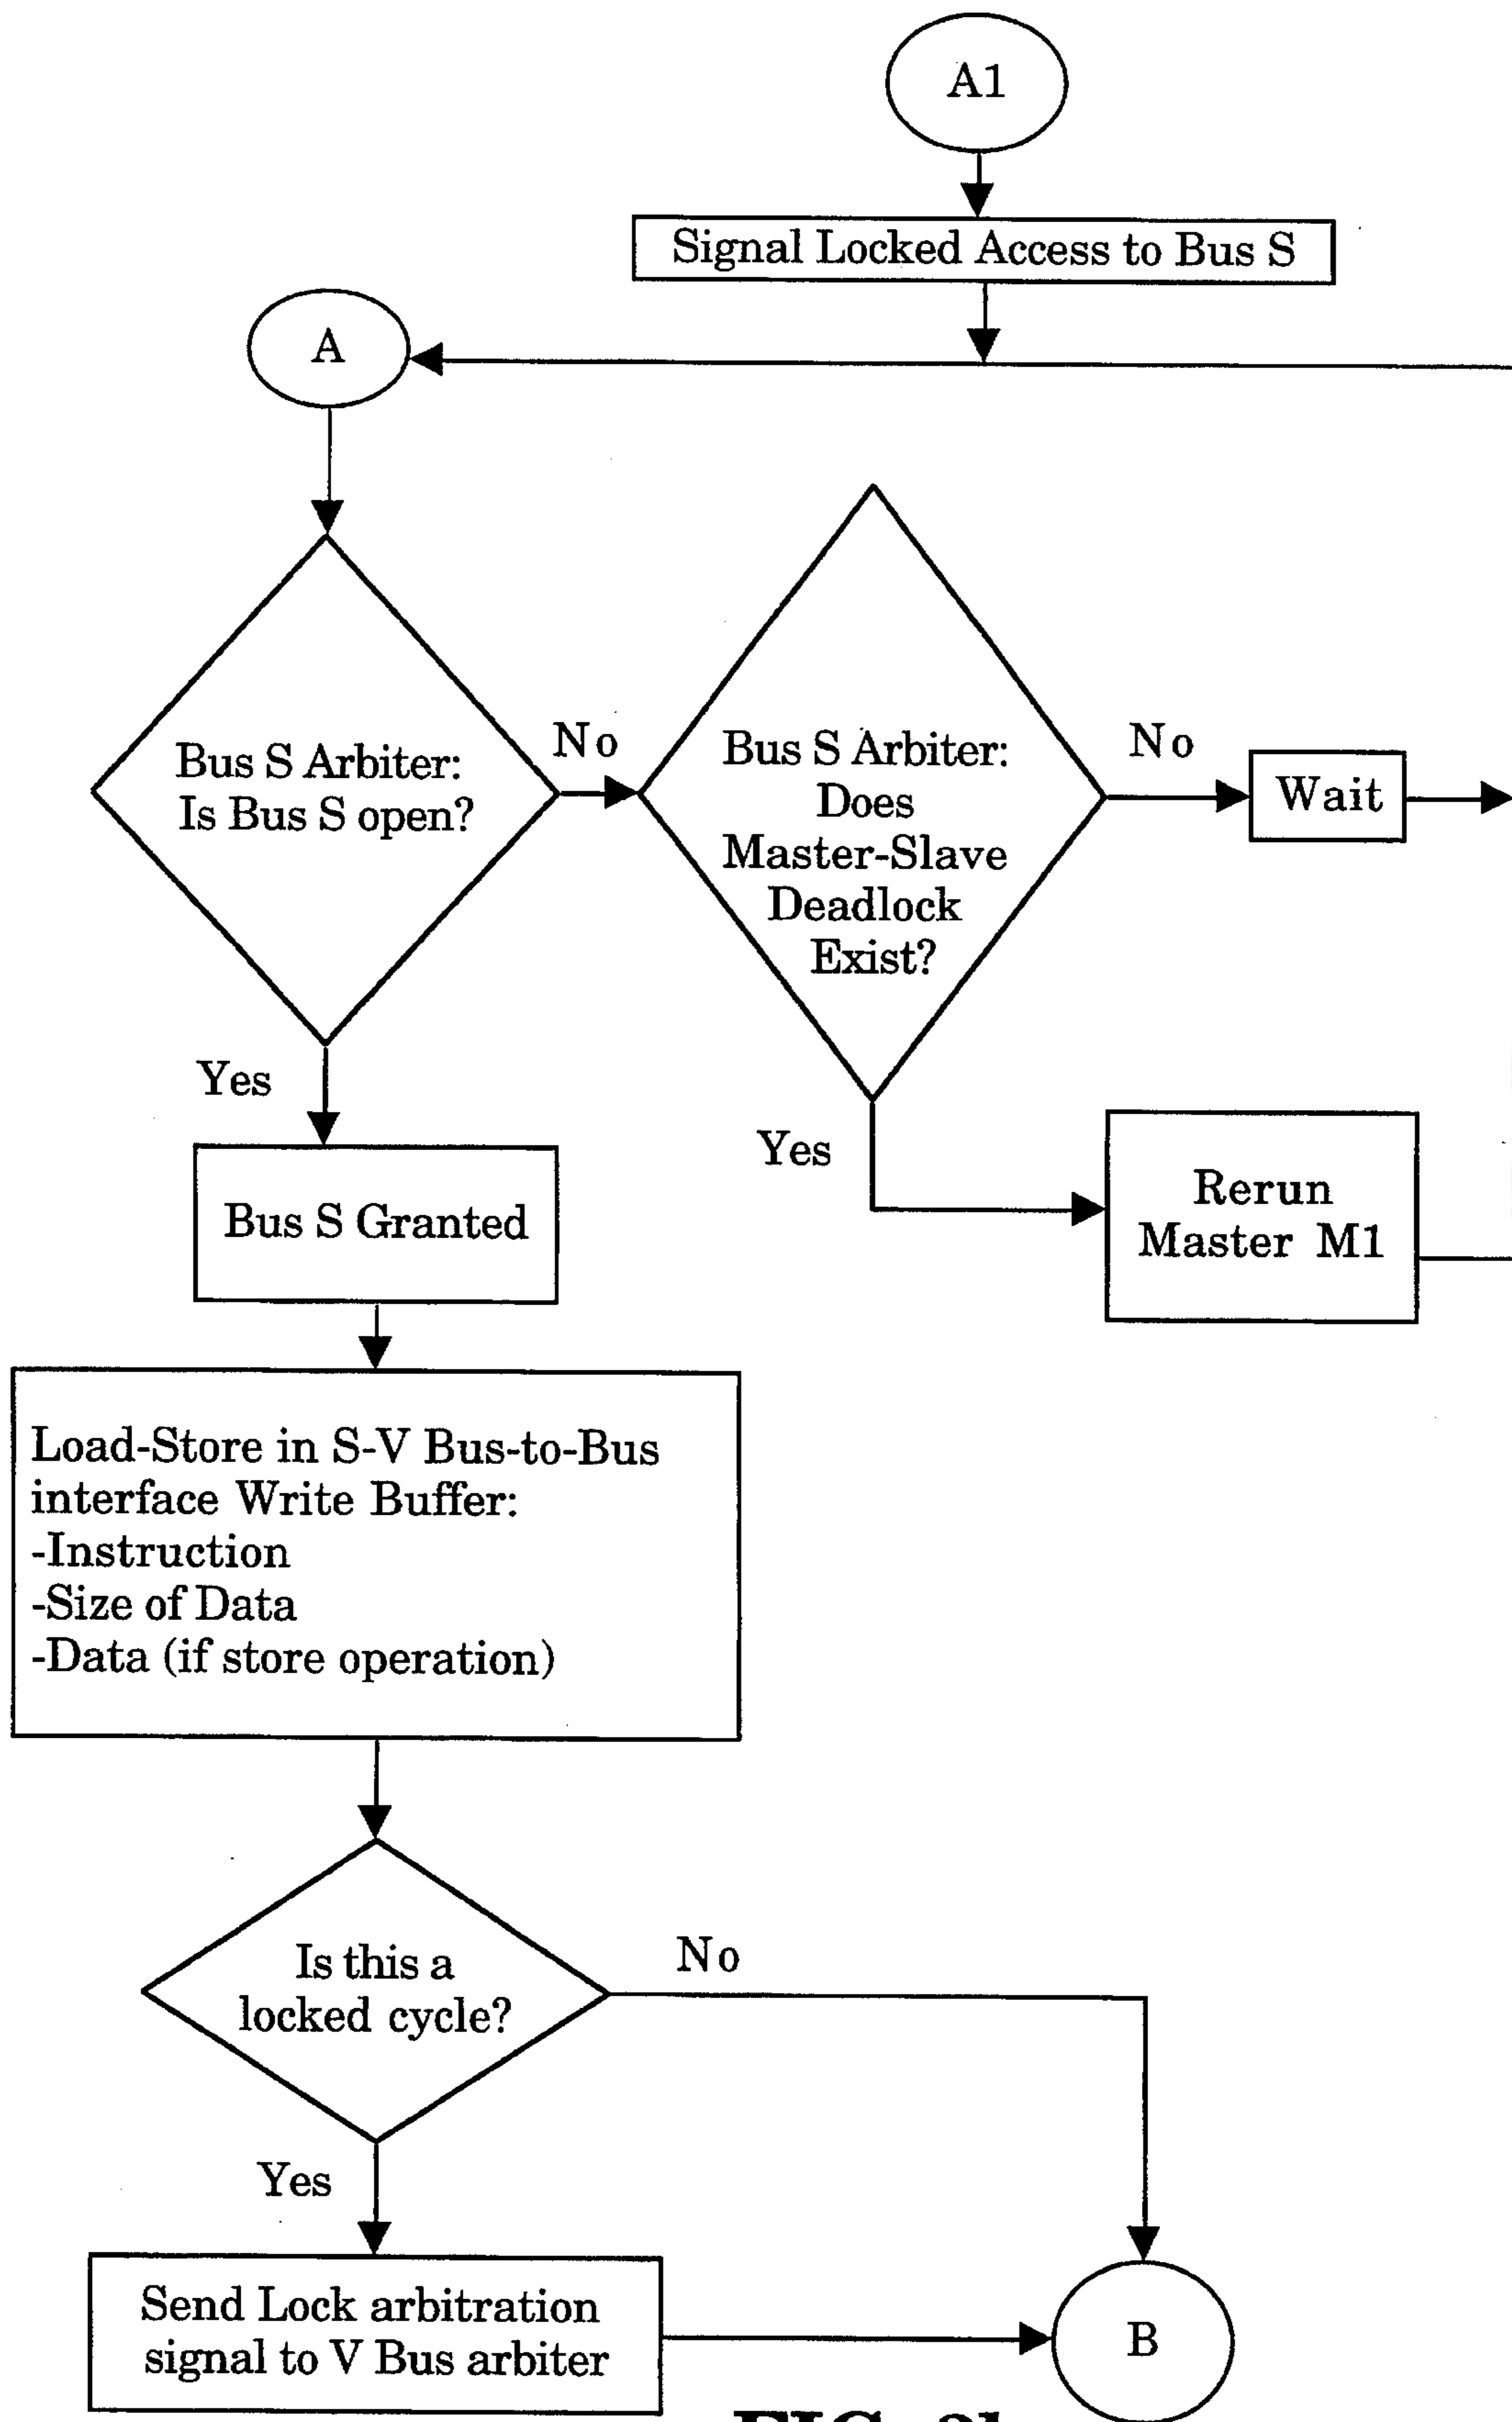 A1
Signal Locked Access to Bus S
A
Bus S Arbiter:
Is Bus S open?
No
Bus S Arbiter:
Does
Master-Slave
Deadlock
Exist?
No
Wait
Yes
Bus S Granted
Yes
Rerun
Master M1
Load-Store in S-V Bus-to-Bus
interface Write Buffer:
-Instruction
-Size of Data
-Data (if store operation)
Is this a
locked cycle?
No
Yes
Send Lock arbitration
signal to V Bus arbiter
B